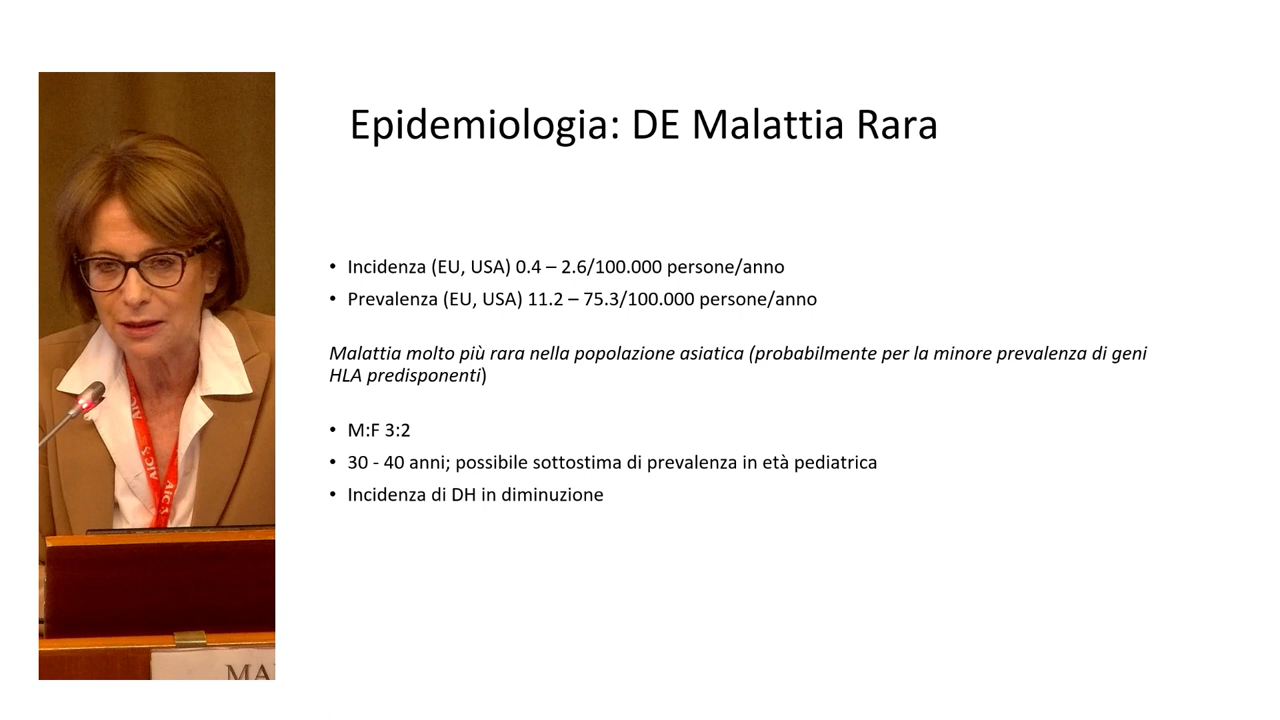 Epidemiologia: DE Malattia Rara
• Incidenza (EU, USA) 0.4 – 2.6/100.000 persone/anno
• Prevalenza (EU, USA) 11.2 – 75.3/100.000 persone/anno
Malattia molto più rara nella popolazione asiatica (probabilmente per la minore prevalenza di geni
HLA predisponenti)
• M:F 3:2
• 30 - 40 anni; possibile sottostima di prevalenza in età pediatrica
• Incidenza di DH in diminuzione
AIC
AIC